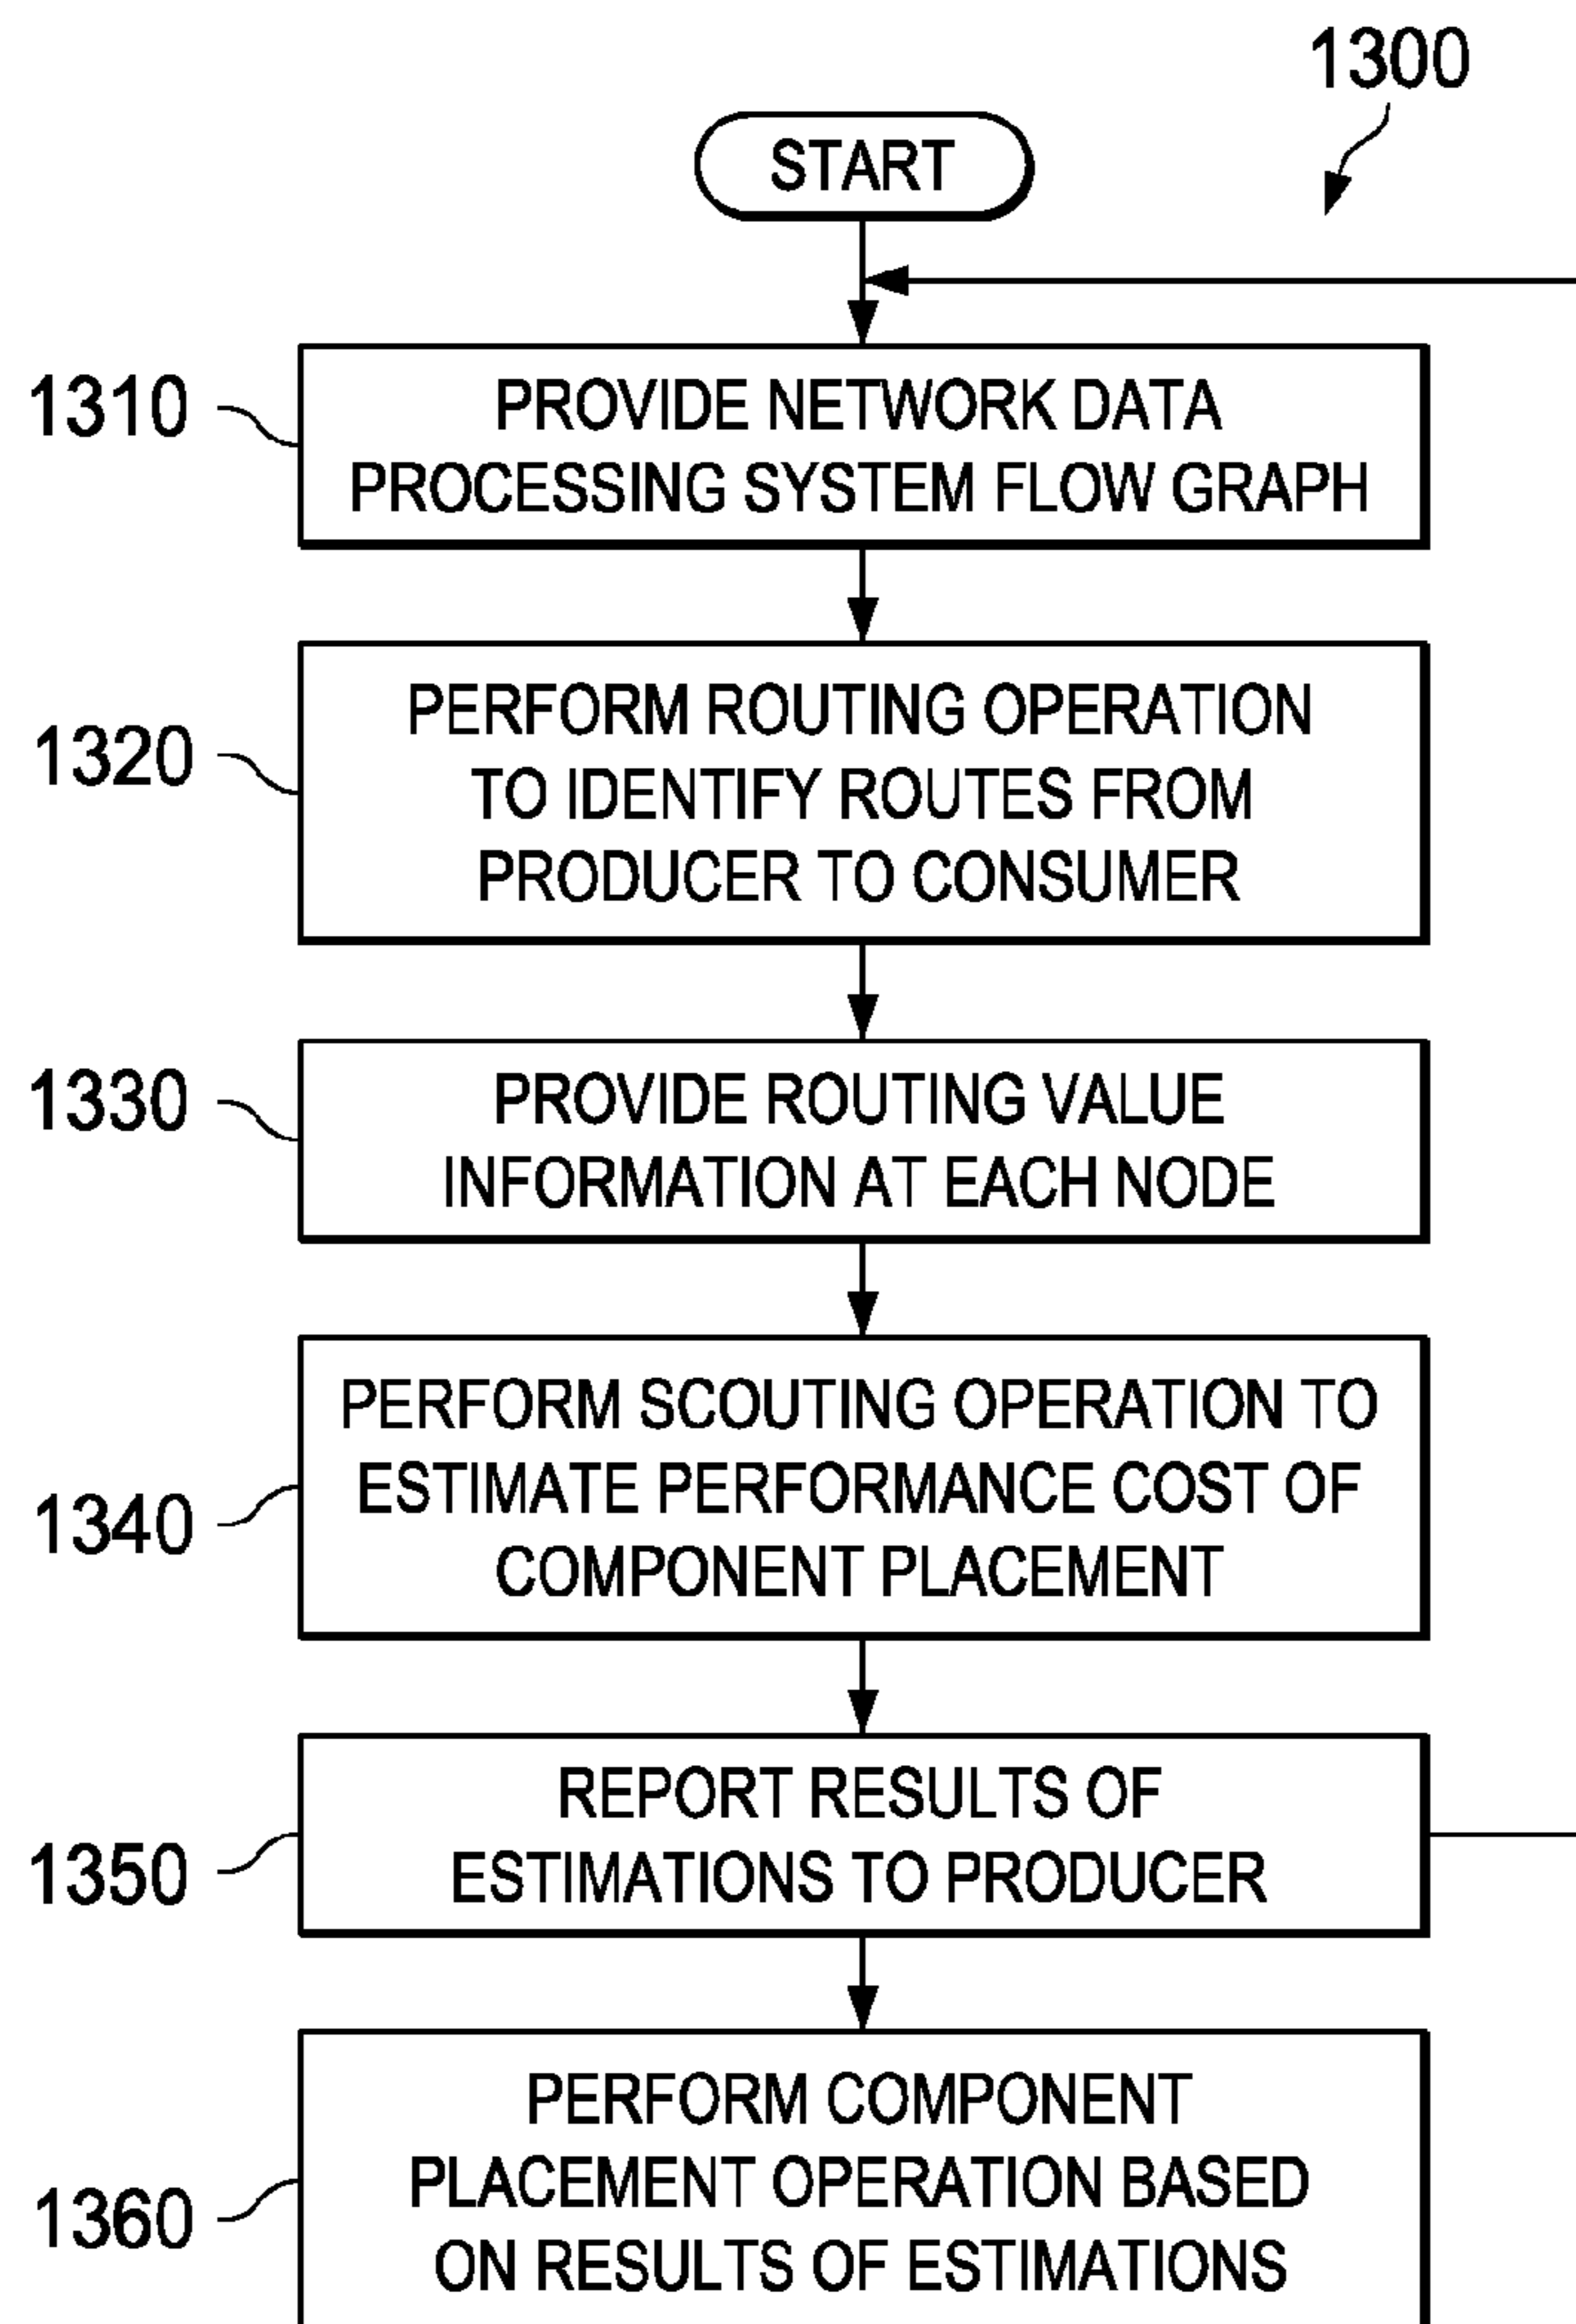 1300
START
1310
PROVIDE NETWORK DATA
PROCESSING SYSTEM FLOW GRAPH
1320
PERFORM ROUTING OPERATION
TO IDENTIFY ROUTES FROM
PRODUCER TO CONSUMER
1330
PROVIDE ROUTING VALUE
INFORMATION AT EACH NODE
1340
PERFORM SCOUTING OPERATION TO
ESTIMATE PERFORMANCE COST OF
COMPONENT PLACEMENT
1350
REPORT RESULTS OF
ESTIMATIONS TO PRODUCER
1360
PERFORM COMPONENT
PLACEMENT OPERATION BASED
ON RESULTS OF ESTIMATIONS